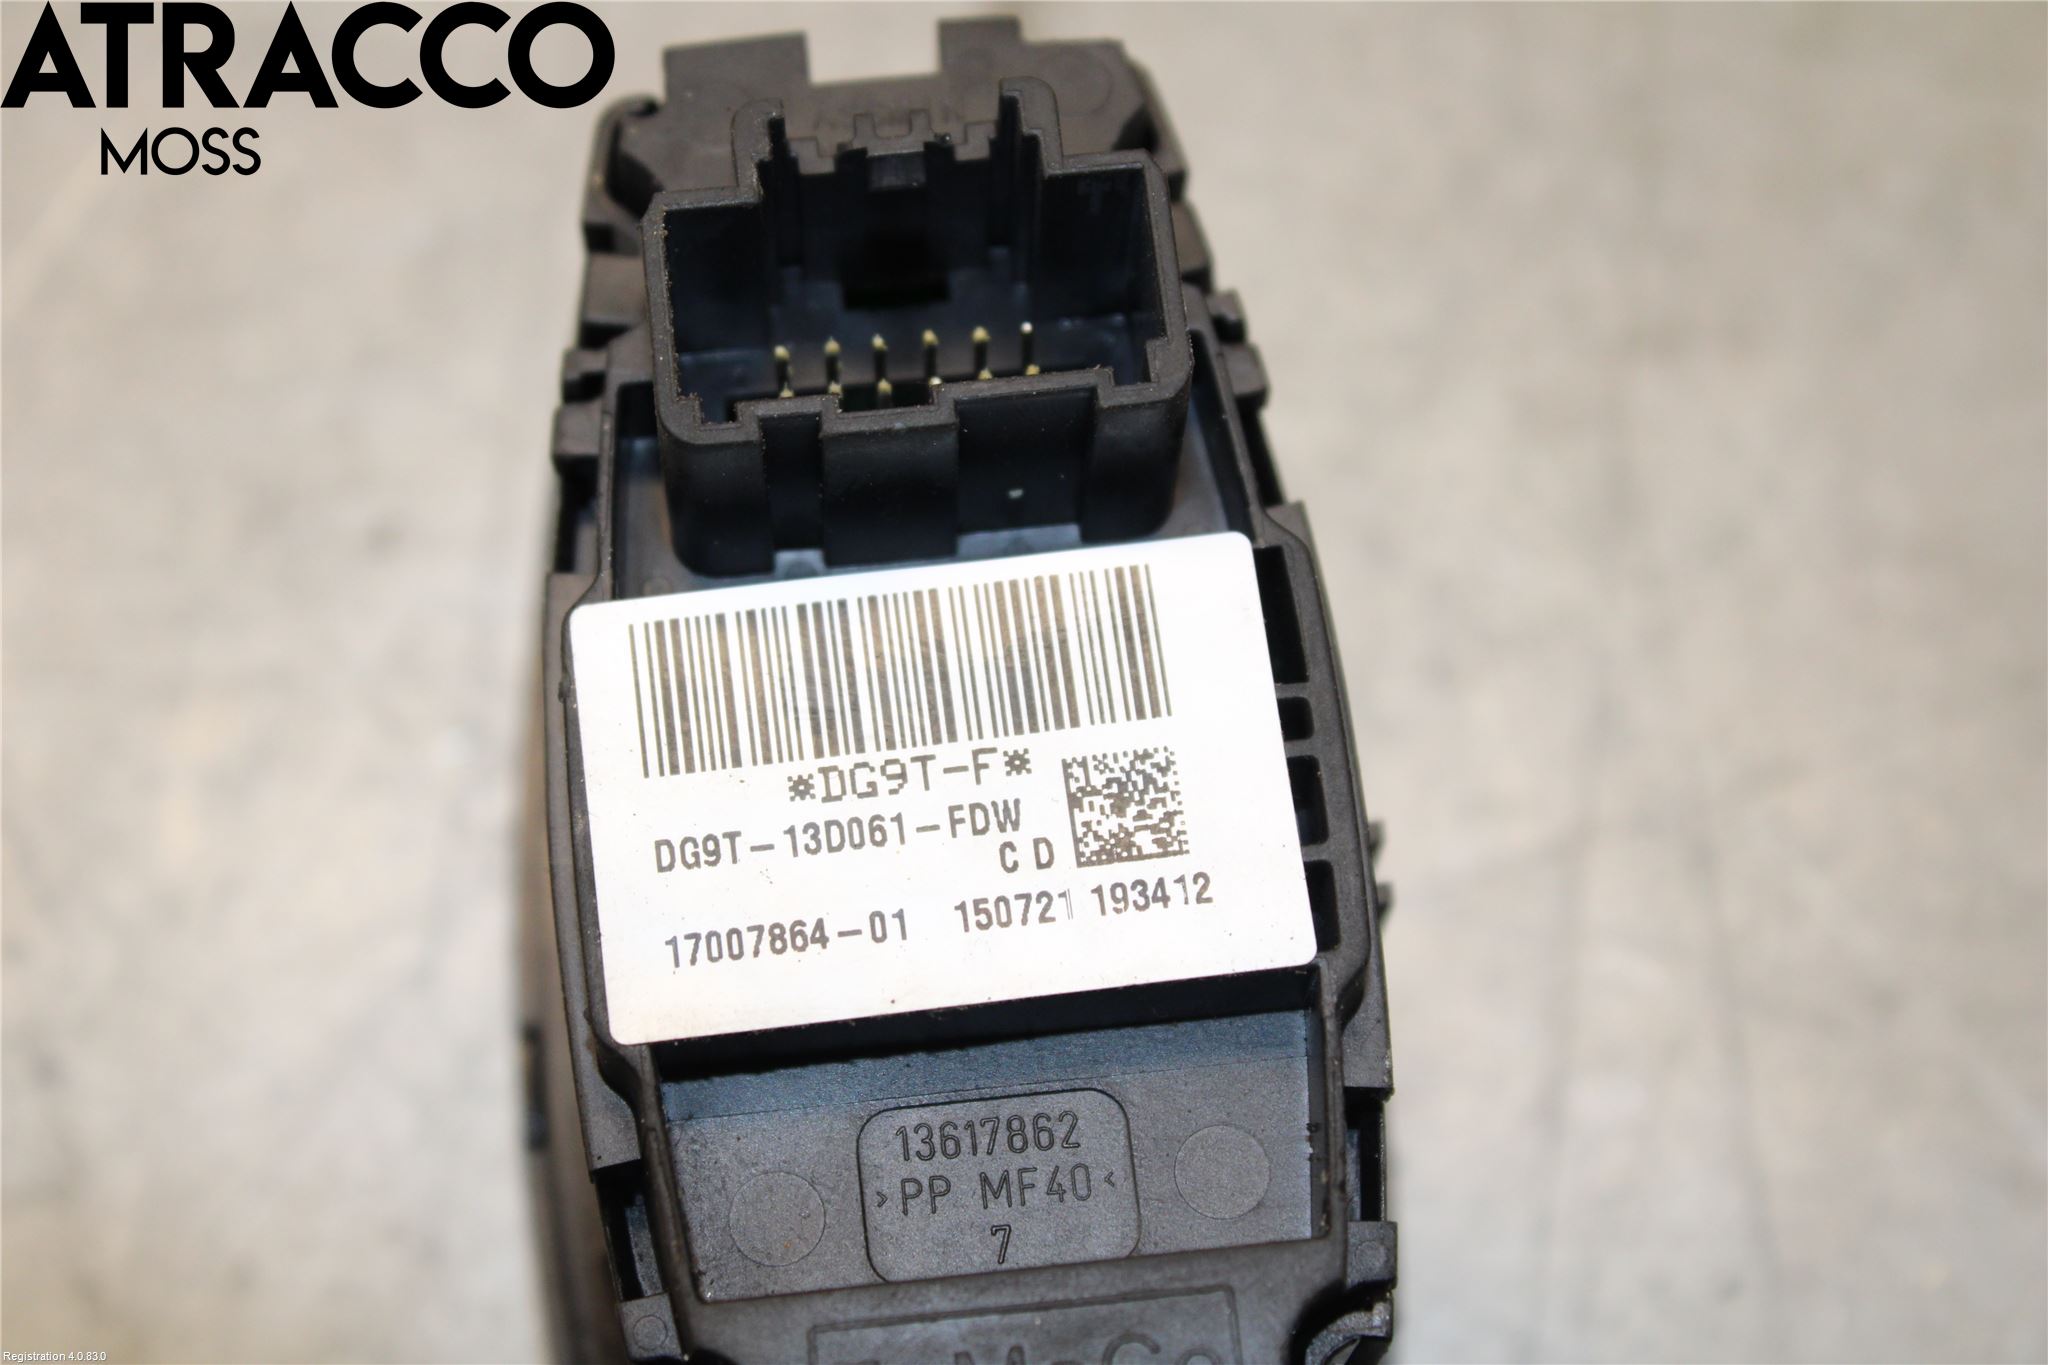 ATRACCO
MOSS
*DG9T-F*
DG9T-13D061-FDW
CD
17007864-01 150721 193412
13617862
>PP MF40<
7
Registration 4.0.83.0